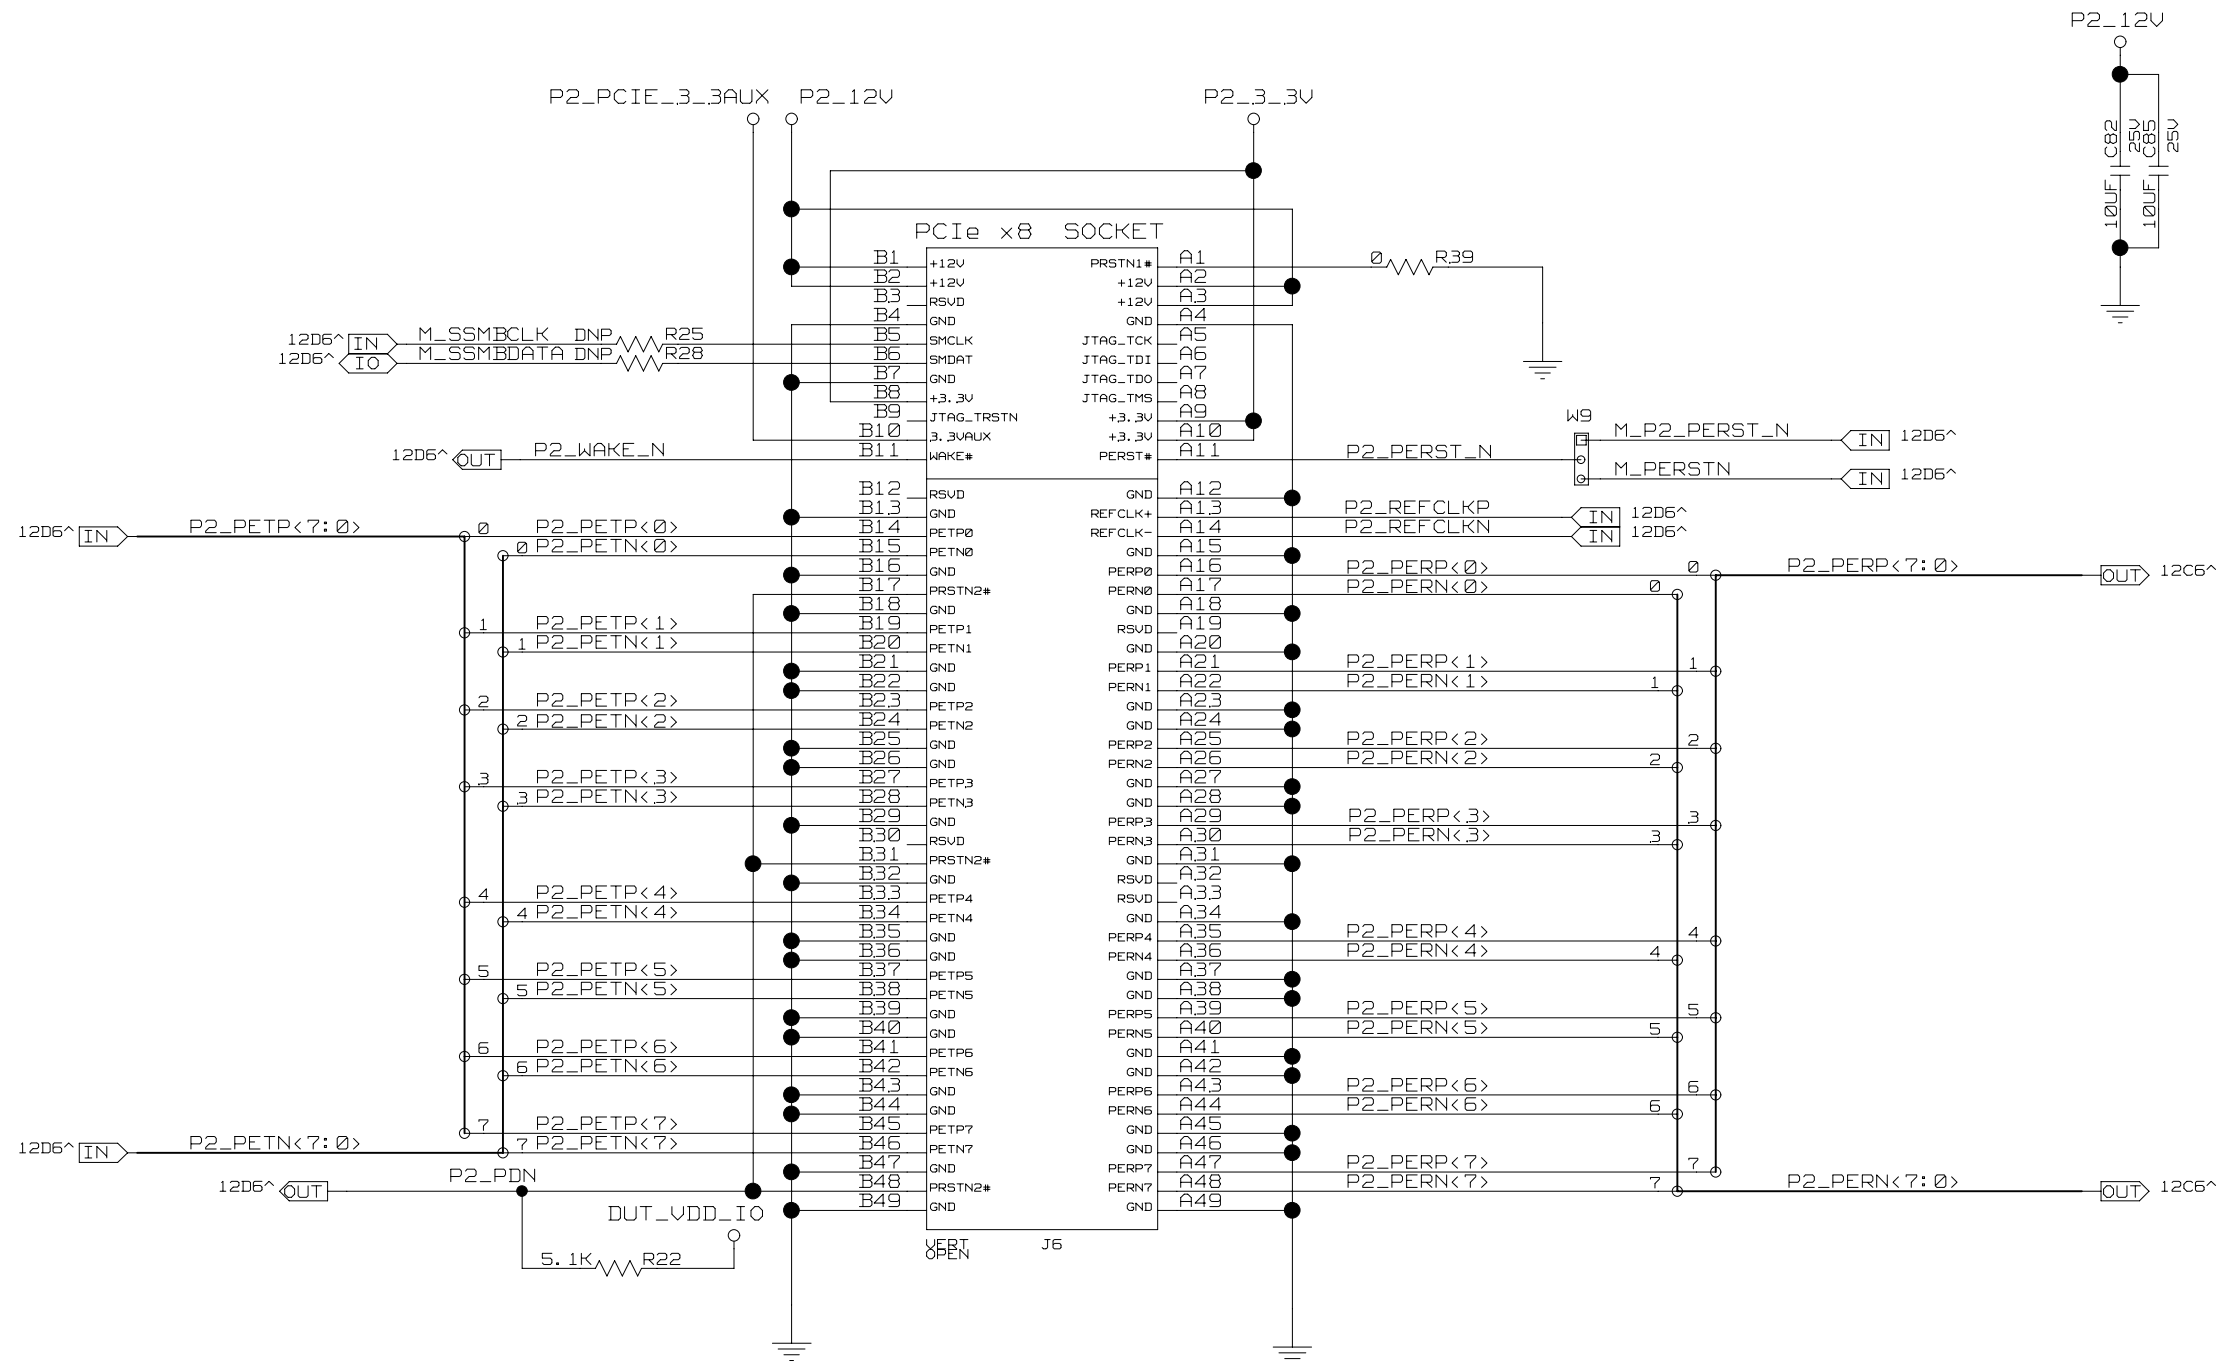 P2_12V
C82 25V 10UF
C85 25V 10UF
P2_PCIE_3_3AUX P2_12V P2_3_3V
PCIe x8 SOCKET
B1 +12V PRSTN1# A1 0 R39
B2 +12V +12V A2
B3 RSVD +12V A3
B4 GND GND A4
12D6^ IN M_SSMBCLK DNP R25 B5 SMCLK JTAG_TCK A5
12D6^ IO M_SSMBDATA DNP R28 B6 SMDAT JTAG_TDI A6
B7 GND JTAG_TDO A7
B8 +3.3V JTAG_TMS A8
B9 JTAG_TRSTN +3.3V A9
W9
B10 3.3VAUX +3.3V A10 M_P2_PERST_N IN 12D6^
12D6^ OUT P2_WAKE_N B11 WAKE# PERST# A11 P2_PERST_N
M_PERSTN IN 12D6^
B12 RSVD GND A12
B13 GND REFCLK+ A13 P2_REFCLKP IN 12D6^
12D6^ IN P2_PETP<7:0> 0 P2_PETP<0> B14 PETP0 REFCLK- A14 P2_REFCLKN IN 12D6^
0 P2_PETN<0> B15 PETN0 GND A15
B16 GND PERP0 A16 P2_PERP<0> 0 P2_PERP<7:0> OUT 12C6^
B17 PRSTN2# PERN0 A17 P2_PERN<0> 0
B18 GND GND A18
1 P2_PETP<1> B19 PETP1 RSVD A19
1 P2_PETN<1> B20 PETN1 GND A20
B21 GND PERP1 A21 P2_PERP<1> 1
B22 GND PERN1 A22 P2_PERN<1> 1
2 P2_PETP<2> B23 PETP2 GND A23
2 P2_PETN<2> B24 PETN2 GND A24
B25 GND PERP2 A25 P2_PERP<2> 2
B26 GND PERN2 A26 P2_PERN<2> 2
3 P2_PETP<3> B27 PETP3 GND A27
3 P2_PETN<3> B28 PETN3 GND A28
B29 GND PERP3 A29 P2_PERP<3> 3
B30 RSVD PERN3 A30 P2_PERN<3> 3
B31 PRSTN2# GND A31
B32 GND RSVD A32
4 P2_PETP<4> B33 PETP4 RSVD A33
4 P2_PETN<4> B34 PETN4 GND A34
B35 GND PERP4 A35 P2_PERP<4> 4
B36 GND PERN4 A36 P2_PERN<4> 4
5 P2_PETP<5> B37 PETP5 GND A37
5 P2_PETN<5> B38 PETN5 GND A38
B39 GND PERP5 A39 P2_PERP<5> 5
B40 GND PERN5 A40 P2_PERN<5> 5
6 P2_PETP<6> B41 PETP6 GND A41
6 P2_PETN<6> B42 PETN6 GND A42
B43 GND PERP6 A43 P2_PERP<6> 6
B44 GND PERN6 A44 P2_PERN<6> 6
7 P2_PETP<7> B45 PETP7 GND A45
12D6^ IN P2_PETN<7:0> 7 P2_PETN<7> B46 PETN7 GND A46
B47 GND PERP7 A47 P2_PERP<7> 7
12D6^ OUT P2_PDN B48 PRSTN2# PERN7 A48 P2_PERN<7> 7 P2_PERN<7:0> OUT 12C6^
B49 GND GND A49
DUT_VDD_IO
VERT J6
OPEN
5.1K R22